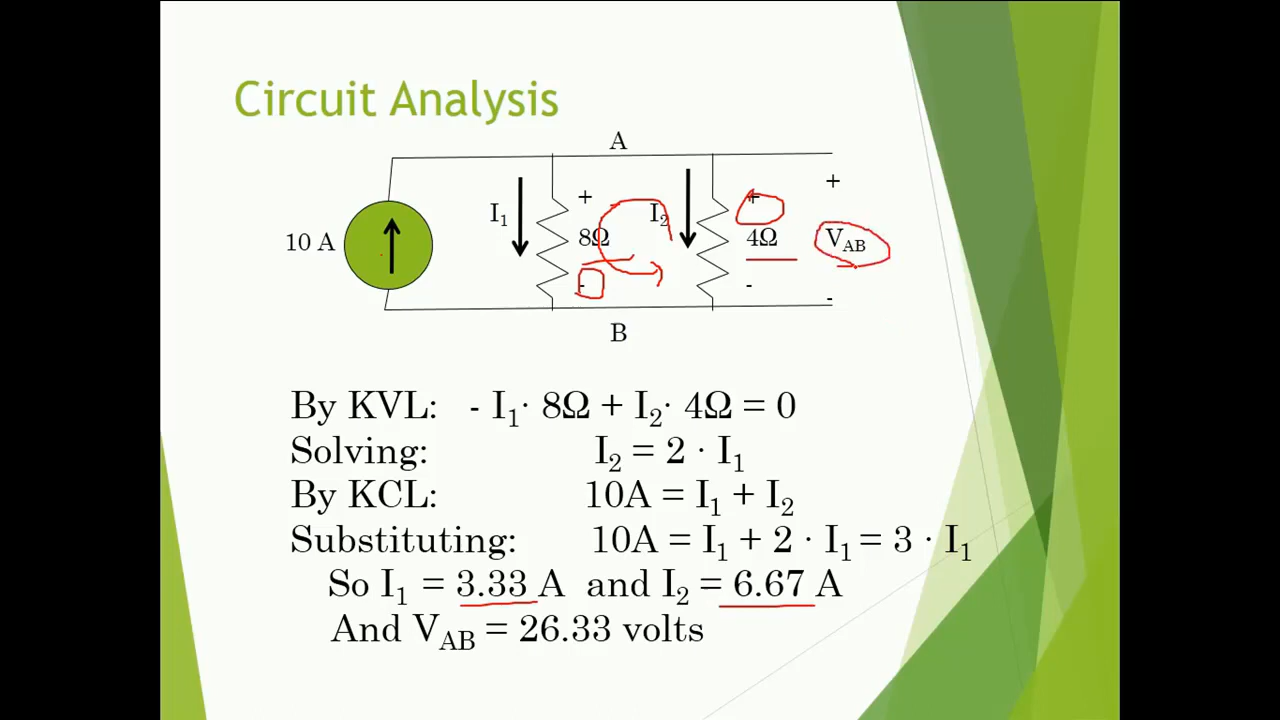 Circuit Analysis
A
+
+ +
I₁ I₂
10 A 8Ω 4Ω V_AB
- - -
B
By KVL: - I₁· 8Ω + I₂· 4Ω = 0
Solving: I₂ = 2 · I₁
By KCL: 10A = I₁ + I₂
Substituting: 10A = I₁ + 2 · I₁ = 3 · I₁
So I₁ = 3.33 A and I₂ = 6.67 A
And V_AB = 26.33 volts